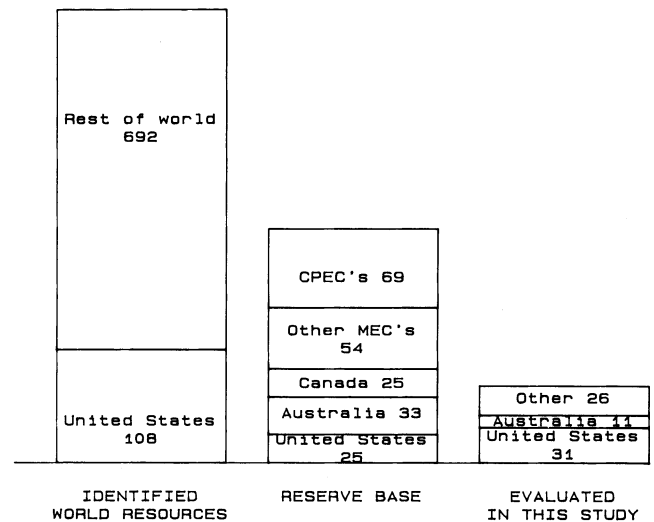 Rest of world
692
United States
108
CPEC's 69
Other MEC's
54
Canada 25
Australia 33
United States
25
Other 26
Australia 11
United States
31
IDENTIFIED
WORLD RESOURCES
RESERVE BASE
EVALUATED
IN THIS STUDY